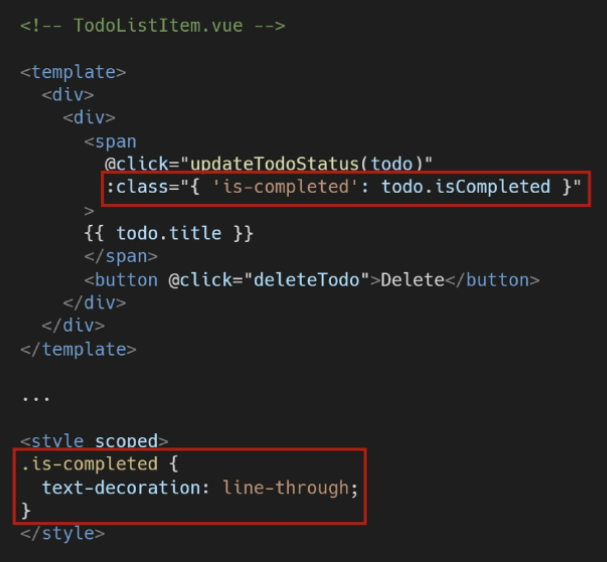 <!-- TodoListItem.vue -->
<template>
<div>
<div>
<span
@click="updateTodoStatus(todo)"
:class="{ 'is-completed': todo.isCompleted }"
>
{{ todo.title }}
</span>
<button @click="deleteTodo">Delete</button>
</div>
</div>
</template>
...
<style scoped>
.is-completed {
text-decoration: line-through;
}
</style>